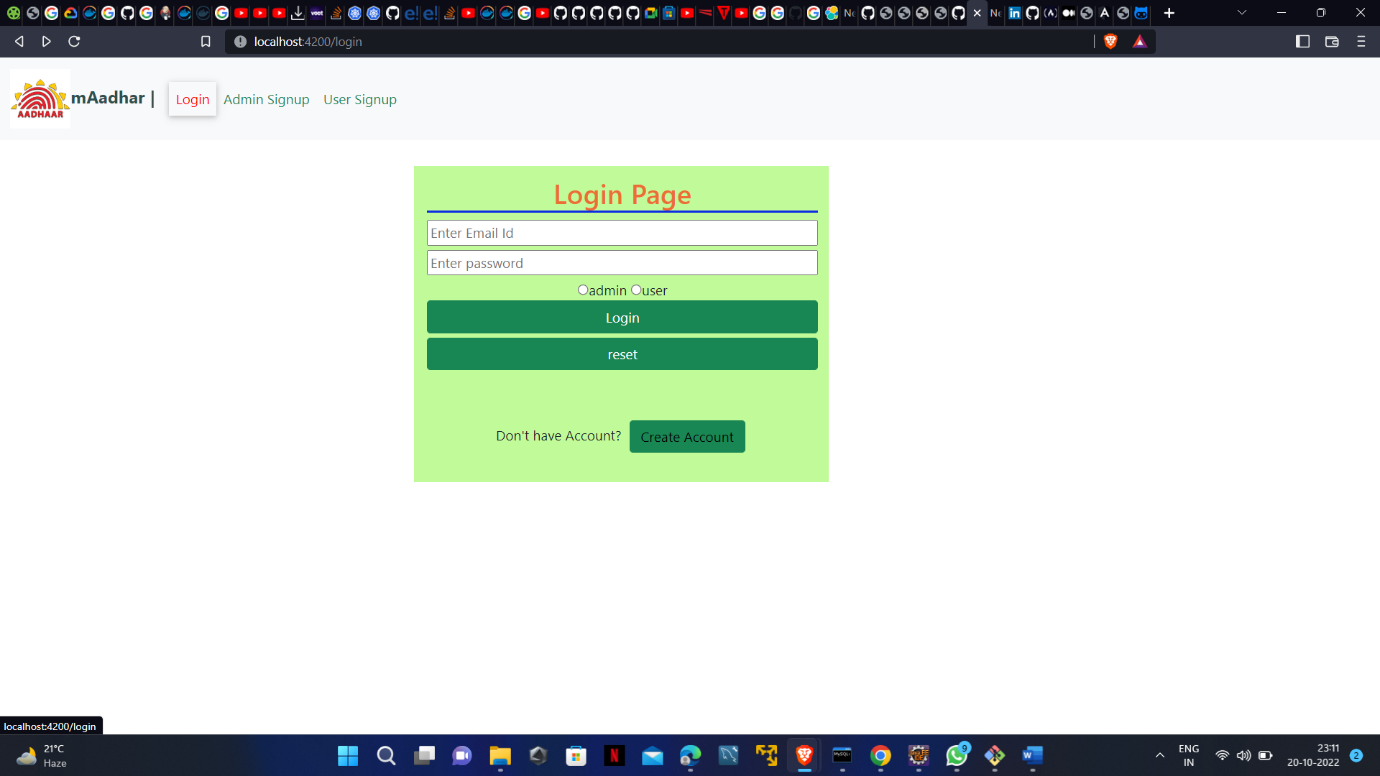 localhost:4200/login
AADHAAR
mAadhar |
Login
Admin Signup
User Signup
Login Page
Enter Email Id
Enter password
admin
user
Login
reset
Don't have Account?
Create Account
localhost:4200/login
21°C
Haze
9
ENG
IN
23:11
20-10-2022
2